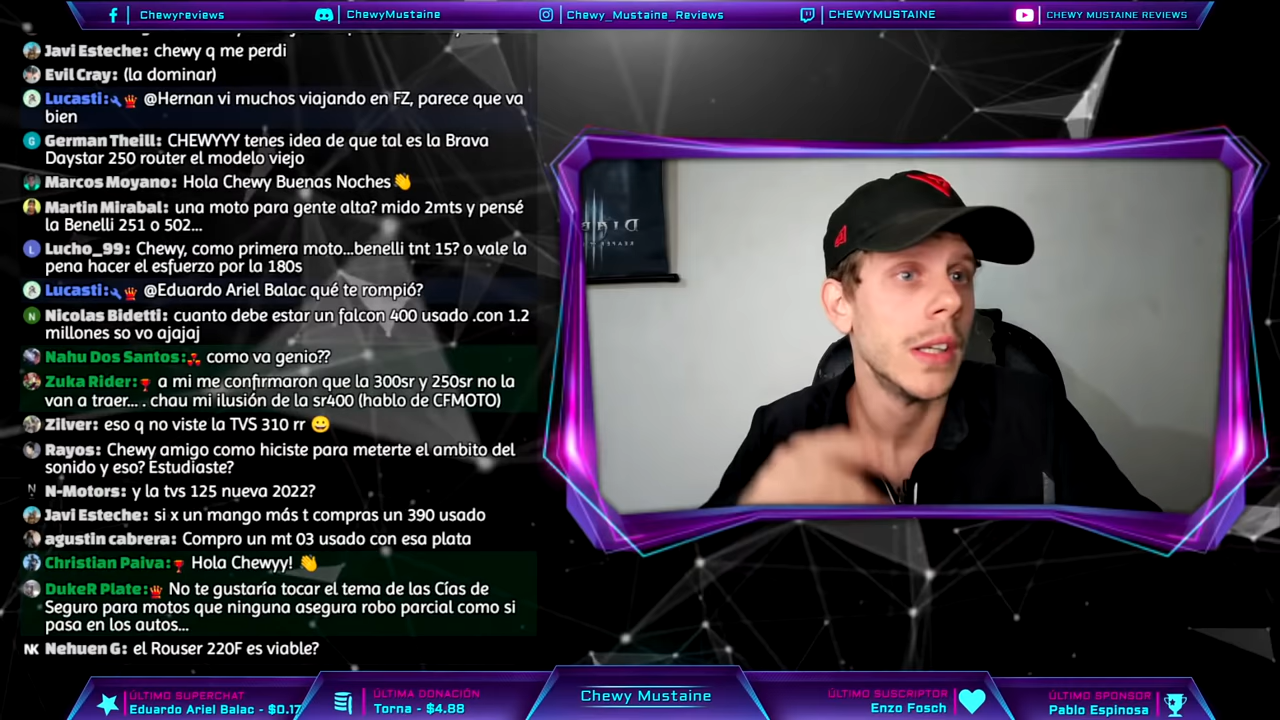 Chewyreviews
ChewyMustaine
Chewy_Mustaine_Reviews
CHEWYMUSTAINE
CHEWY MUSTAINE REVIEWS
Javi Esteche: chewy q me perdi
Evil Cray: (la dominar)
Lucasti: @Hernan vi muchos viajando en FZ, parece que va
bien
German Theill: CHEWYYY tenes idea de que tal es la Brava
Daystar 250 router el modelo viejo
Marcos Moyano: Hola Chewy Buenas Noches👋
Martin Mirabal: una moto para gente alta? mido 2mts y pensé
la Benelli 251 o 502...
Lucho_99: Chewy, como primera moto...benelli tnt 15? o vale la
pena hacer el esfuerzo por la 180s
Lucasti: @Eduardo Ariel Balac qué te rompió?
Nicolas Bidetti: cuanto debe estar un falcon 400 usado .con 1.2
millones so vo ajajaj
Nahu Dos Santos: como va genio??
Zuka Rider: a mi me confirmaron que la 300sr y 250sr no la
van a traer... . chau mi ilusión de la sr400 (hablo de CFMOTO)
Zilver: eso q no viste la TVS 310 rr 😀
Rayos: Chewy amigo como hiciste para meterte el ambito del
sonido y eso? Estudiaste?
N-Motors: y la tvs 125 nueva 2022?
Javi Esteche: si x un mango más t compras un 390 usado
agustin cabrera: Compro un mt 03 usado con esa plata
Christian Paiva: Hola Chewyy! 👋
DukeR Plate: No te gustaría tocar el tema de las Cías de
Seguro para motos que ninguna asegura robo parcial como si
pasa en los autos...
NK Nehuen G: el Rouser 220F es viable?
ÚLTIMO SUPERCHAT
Eduardo Ariel Balac - $0.17
ÚLTIMA DONACIÓN
Torna - $4.88
Chewy Mustaine
ÚLTIMO SUSCRIPTOR
Enzo Fosch
ÚLTIMO SPONSOR
Pablo Espinosa